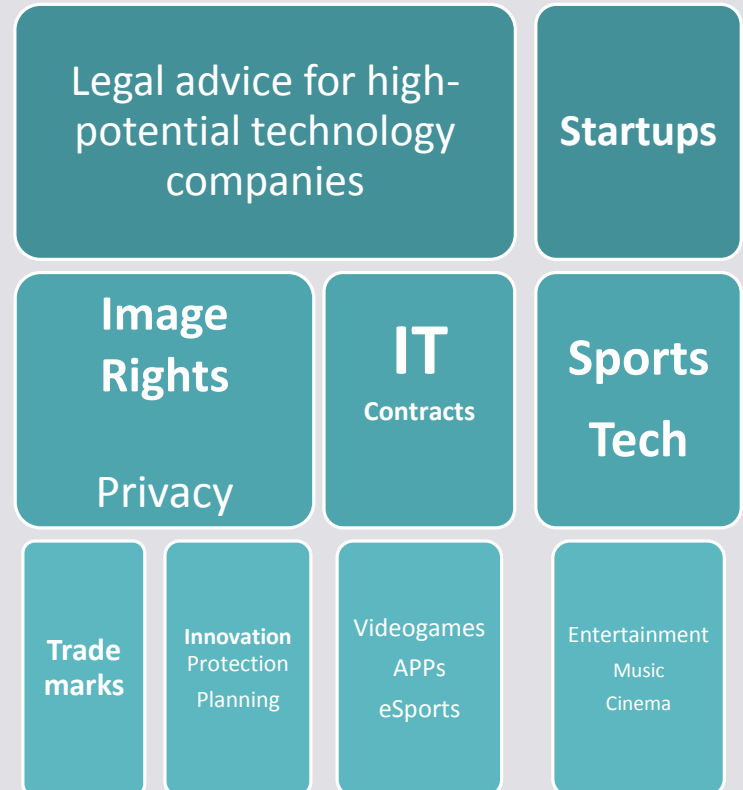 Legal advice for high-
potential technology
companies
Startups
Image
Rights
Privacy
IT
Contracts
Sports
Tech
Trade
marks
Innovation
Protection
Planning
Videogames
APPs
eSports
Entertainment
Music
Cinema